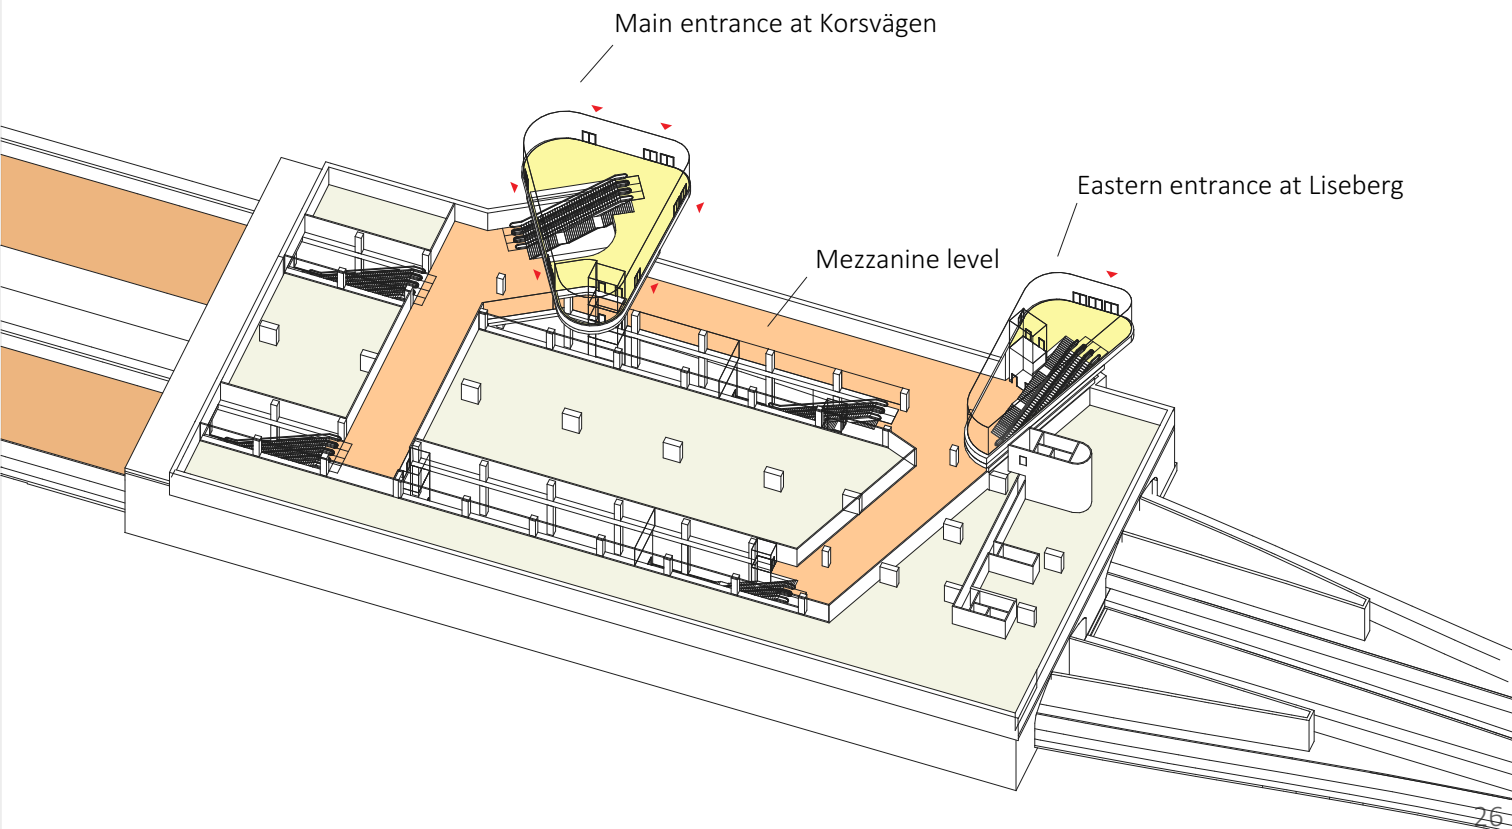 Main entrance at Korsvägen
Eastern entrance at Liseberg
Mezzanine level
26